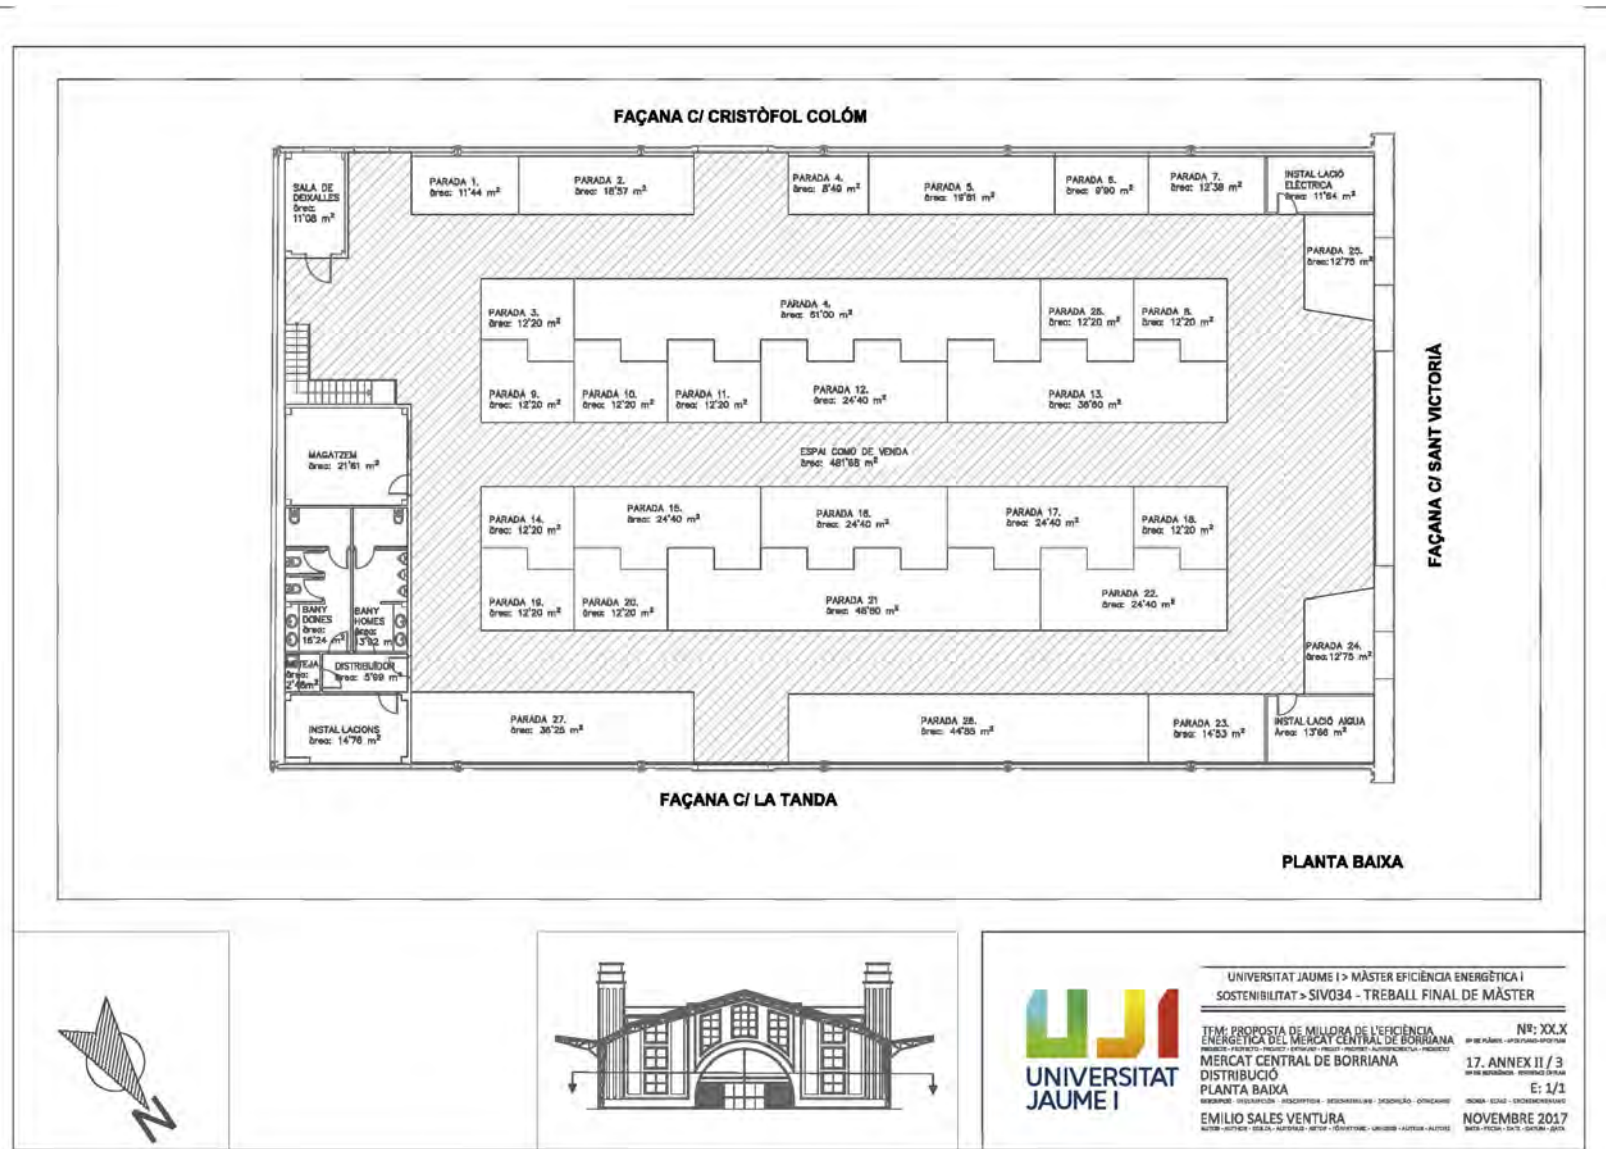 FAÇANA C/ CRISTÒFOL COLÓM
SALA DE
DEIXALLES
àrea:
11'08 m²
PARADA 1.
àrea: 11'44 m²
PARADA 2.
àrea: 18'57 m²
PARADA 4.
àrea: 8'49 m²
PARADA 5.
àrea: 19'81 m²
PARADA 6.
àrea: 9'90 m²
PARADA 7.
àrea: 12'38 m²
INSTAL·LACIÓ
ELÈCTRICA
àrea: 11'64 m²
PARADA 25.
àrea: 12'75 m²
PARADA 3.
àrea: 12'20 m²
PARADA 4.
àrea: 61'00 m²
PARADA 26.
àrea: 12'20 m²
PARADA 8.
àrea: 12'20 m²
PARADA 9.
àrea: 12'20 m²
PARADA 10.
àrea: 12'20 m²
PARADA 11.
àrea: 12'20 m²
PARADA 12.
àrea: 24'40 m²
PARADA 13.
àrea: 36'60 m²
FAÇANA C/ SANT VICTORIÀ
MAGATZEM
àrea: 21'61 m²
ESPAI COMÚ DE VENDA
àrea: 481'68 m²
PARADA 14.
àrea: 12'20 m²
PARADA 15.
àrea: 24'40 m²
PARADA 16.
àrea: 24'40 m²
PARADA 17.
àrea: 24'40 m²
PARADA 18.
àrea: 12'20 m²
PARADA 19.
àrea: 12'20 m²
PARADA 20.
àrea: 12'20 m²
PARADA 21
àrea: 48'80 m²
PARADA 22.
àrea: 24'40 m²
BANY
DONES
àrea:
16'24 m²
BANY
HOMES
àrea:
13'92 m
NETEJA
àrea:
2'46m²
DISTRIBUÏDOR
àrea: 5'99 m²
PARADA 24.
àrea: 12'75 m²
INSTAL·LACIONS
àrea: 14'76 m²
PARADA 27.
àrea: 36'25 m²
PARADA 28.
àrea: 44'85 m²
PARADA 23.
àrea: 14'53 m²
INSTAL·LACIÓ AIGUA
Àrea: 13'66 m²
FAÇANA C/ LA TANDA
PLANTA BAIXA
N
UJI
UNIVERSITAT
JAUME I
UNIVERSITAT JAUME I > MÀSTER EFICIÈNCIA ENERGÈTICA I
SOSTENIBILITAT > SIV034 - TREBALL FINAL DE MÀSTER
TFM: PROPOSTA DE MILLORA DE L'EFICIÈNCIA
ENERGÈTICA DEL MERCAT CENTRAL DE BORRIANA
Nº: XX.X
MERCAT CENTRAL DE BORRIANA
DISTRIBUCIÓ
PLANTA BAIXA
17. ANNEX II / 3
E: 1/1
EMILIO SALES VENTURA
NOVEMBRE 2017